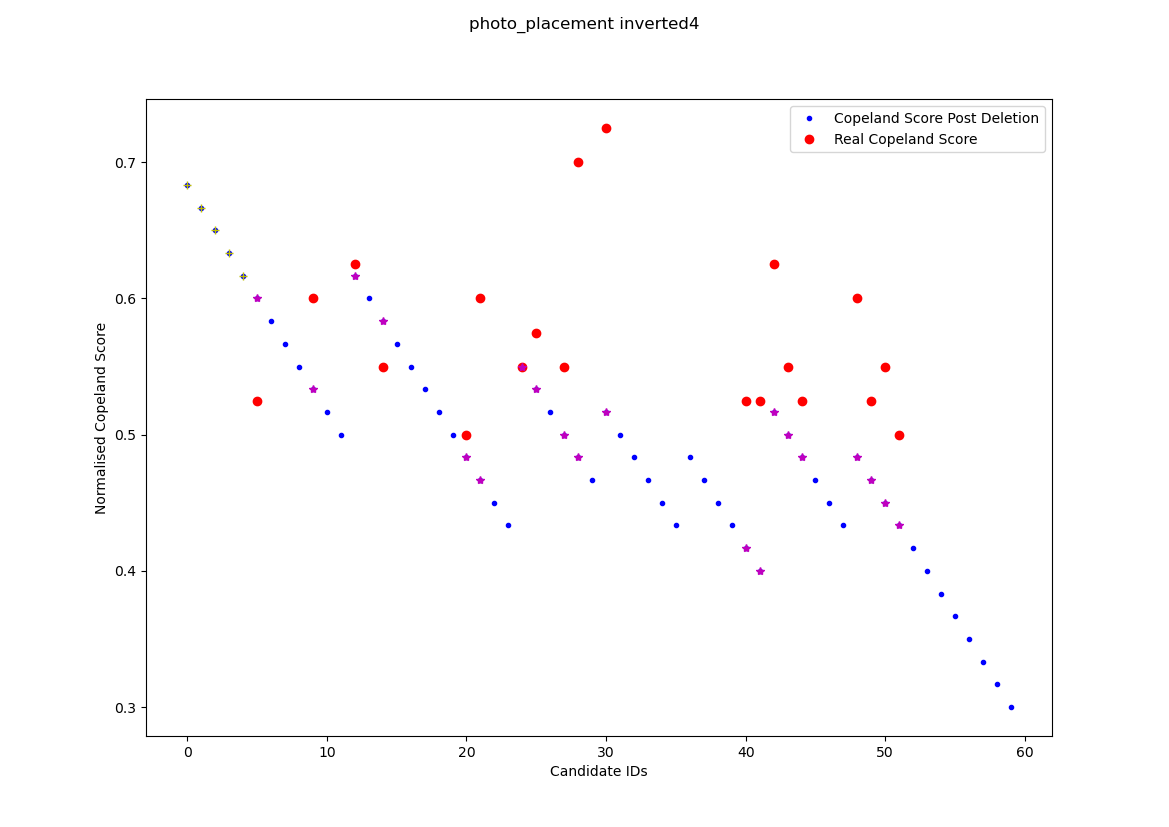 photo_placement inverted4
Copeland Score Post Deletion
Real Copeland Score
Normalised Copeland Score
0.7
0.6
0.5
0.4
0.3
0 10 20 30 40 50 60
Candidate IDs